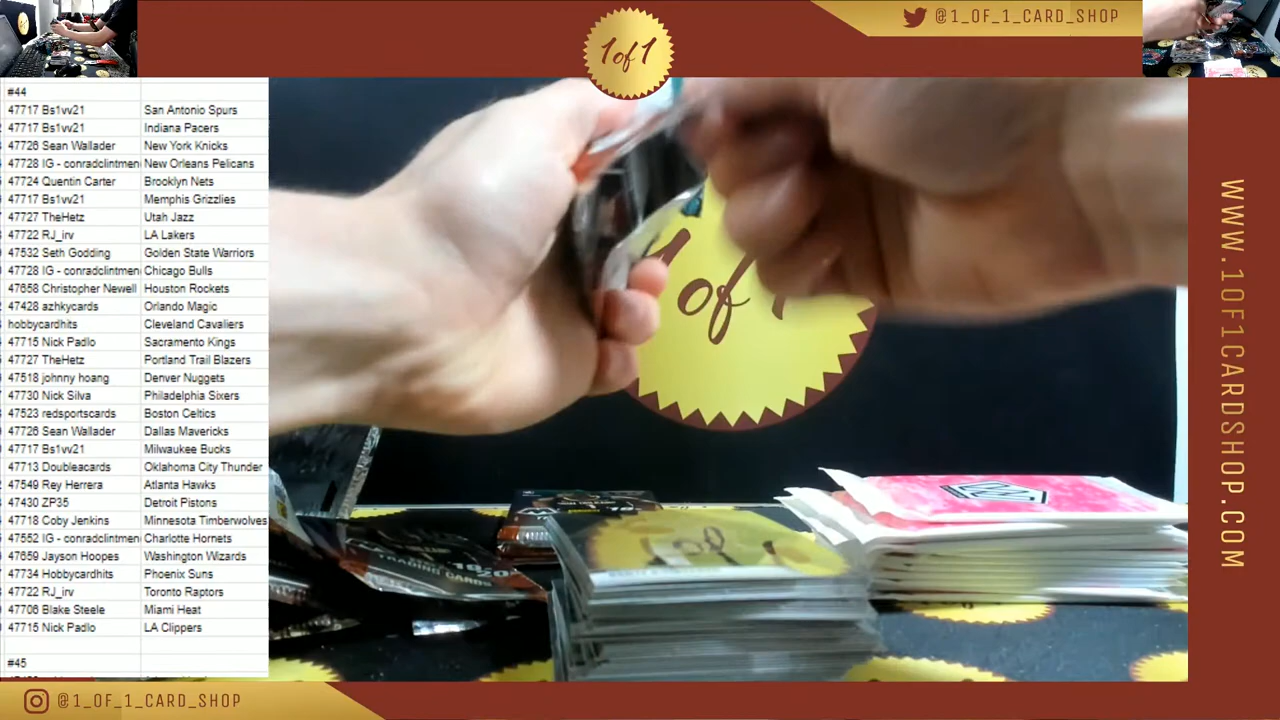 1of1
@1_OF_1_CARD_SHOP
#44
47717 Bs1vv21 San Antonio Spurs
47717 Bs1vv21 Indiana Pacers
47726 Sean Wallader New York Knicks
47728 IG - conradclintmen New Orleans Pelicans
47724 Quentin Carter Brooklyn Nets
47717 Bs1vv21 Memphis Grizzlies
47727 TheHetz Utah Jazz
47722 RJ_irv LA Lakers
47532 Seth Godding Golden State Warriors
47728 IG - conradclintmen Chicago Bulls
47658 Christopher Newell Houston Rockets
47428 azhkycards Orlando Magic
hobbycardhits Cleveland Cavaliers
47715 Nick Padlo Sacramento Kings
47727 TheHetz Portland Trail Blazers
47518 johnny hoang Denver Nuggets
47730 Nick Silva Philadelphia Sixers
47523 redsportscards Boston Celtics
47726 Sean Wallader Dallas Mavericks
47717 Bs1vv21 Milwaukee Bucks
47713 Doubleacards Oklahoma City Thunder
47549 Rey Herrera Atlanta Hawks
47430 ZP35 Detroit Pistons
47718 Coby Jenkins Minnesota Timberwolves
47552 IG - conradclintmen Charlotte Hornets
47659 Jayson Hoopes Washington Wizards
47734 Hobbycardhits Phoenix Suns
47722 RJ_irv Toronto Raptors
47706 Blake Steele Miami Heat
47715 Nick Padlo LA Clippers
#45
of 1
of
TRADING CARDS
WWW.1OF1CARDSHOP.COM
@1_OF_1_CARD_SHOP